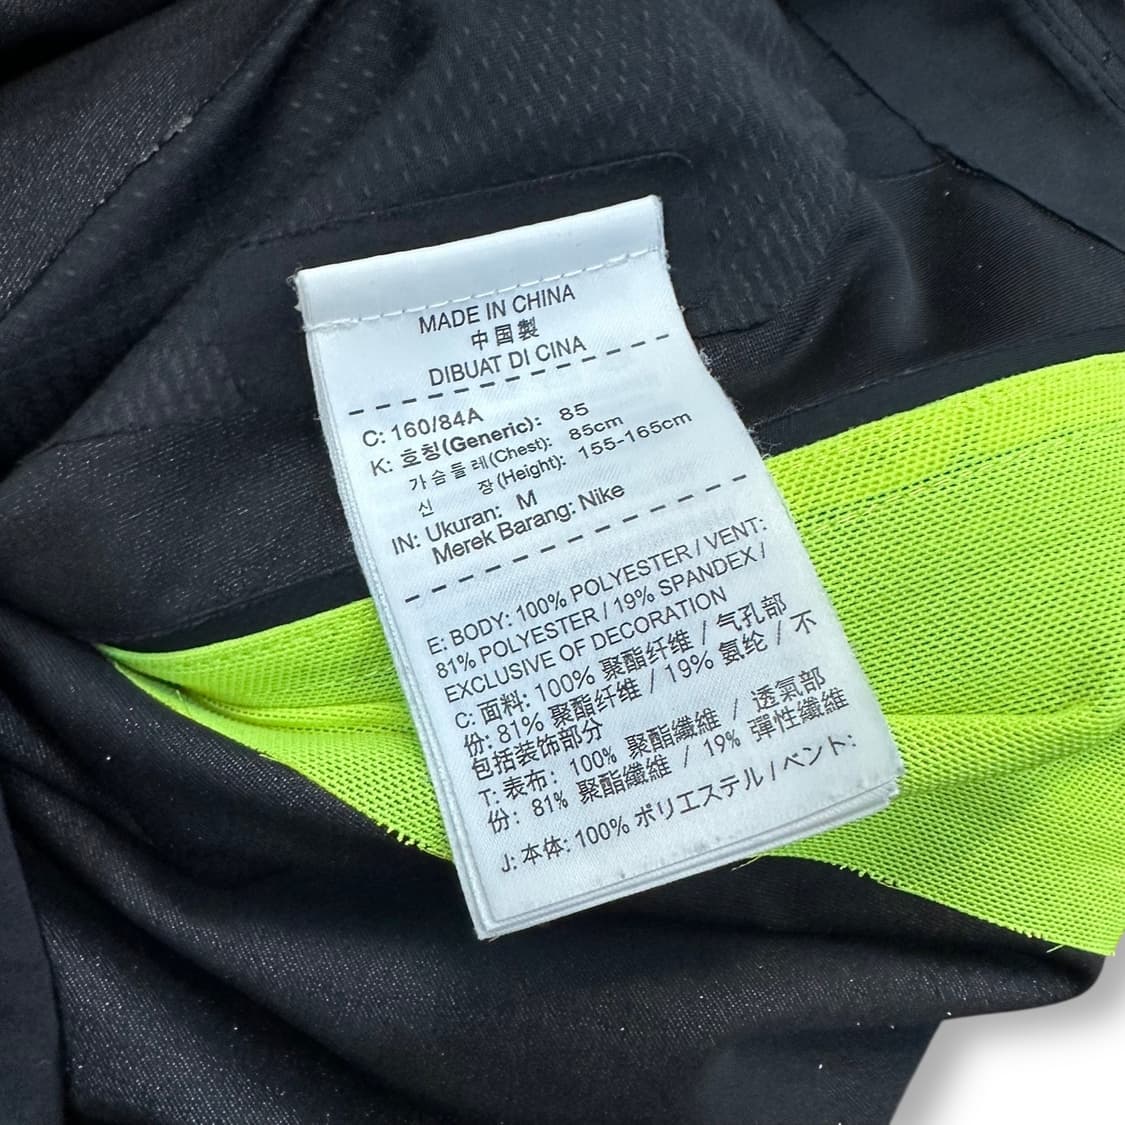 MADE IN CHINA
中国製
DIBUAT DI CINA
C: 160/84A
K: 호칭(Generic): 85
가슴둘레(Chest): 85cm
신 장(Height): 155-165cm
IN: Ukuran: M
Merek Barang: Nike
E: BODY: 100% POLYESTER / VENT:
81% POLYESTER / 19% SPANDEX /
EXCLUSIVE OF DECORATION
C: 面料: 100% 聚酯纤维 / 气孔部
份: 81% 聚酯纤维 / 19% 氨纶 / 不
包括装饰部分
T: 表布: 100% 聚酯纖維 / 透氣部
份: 81% 聚酯纖維 / 19% 彈性纖維
J: 本体: 100% ポリエステル / ベント: